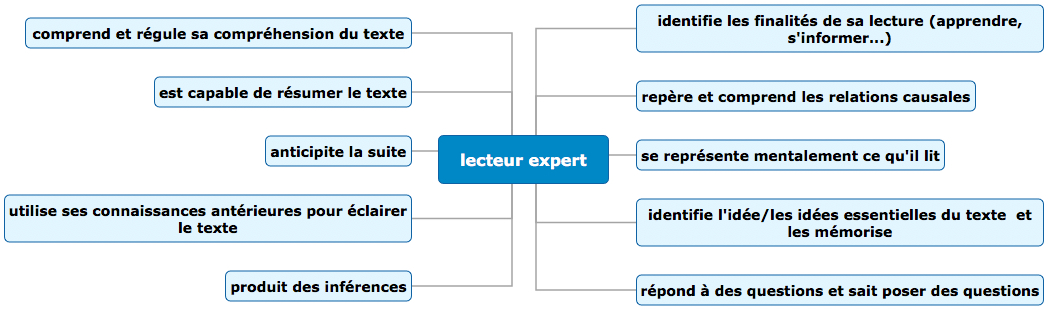 comprend et régule sa compréhension du texte
est capable de résumer le texte
anticipite la suite
utilise ses connaissances antérieures pour éclairer
le texte
produit des inférences
lecteur expert
identifie les finalités de sa lecture (apprendre,
s'informer...)
repère et comprend les relations causales
se représente mentalement ce qu'il lit
identifie l'idée/les idées essentielles du texte et
les mémorise
répond à des questions et sait poser des questions